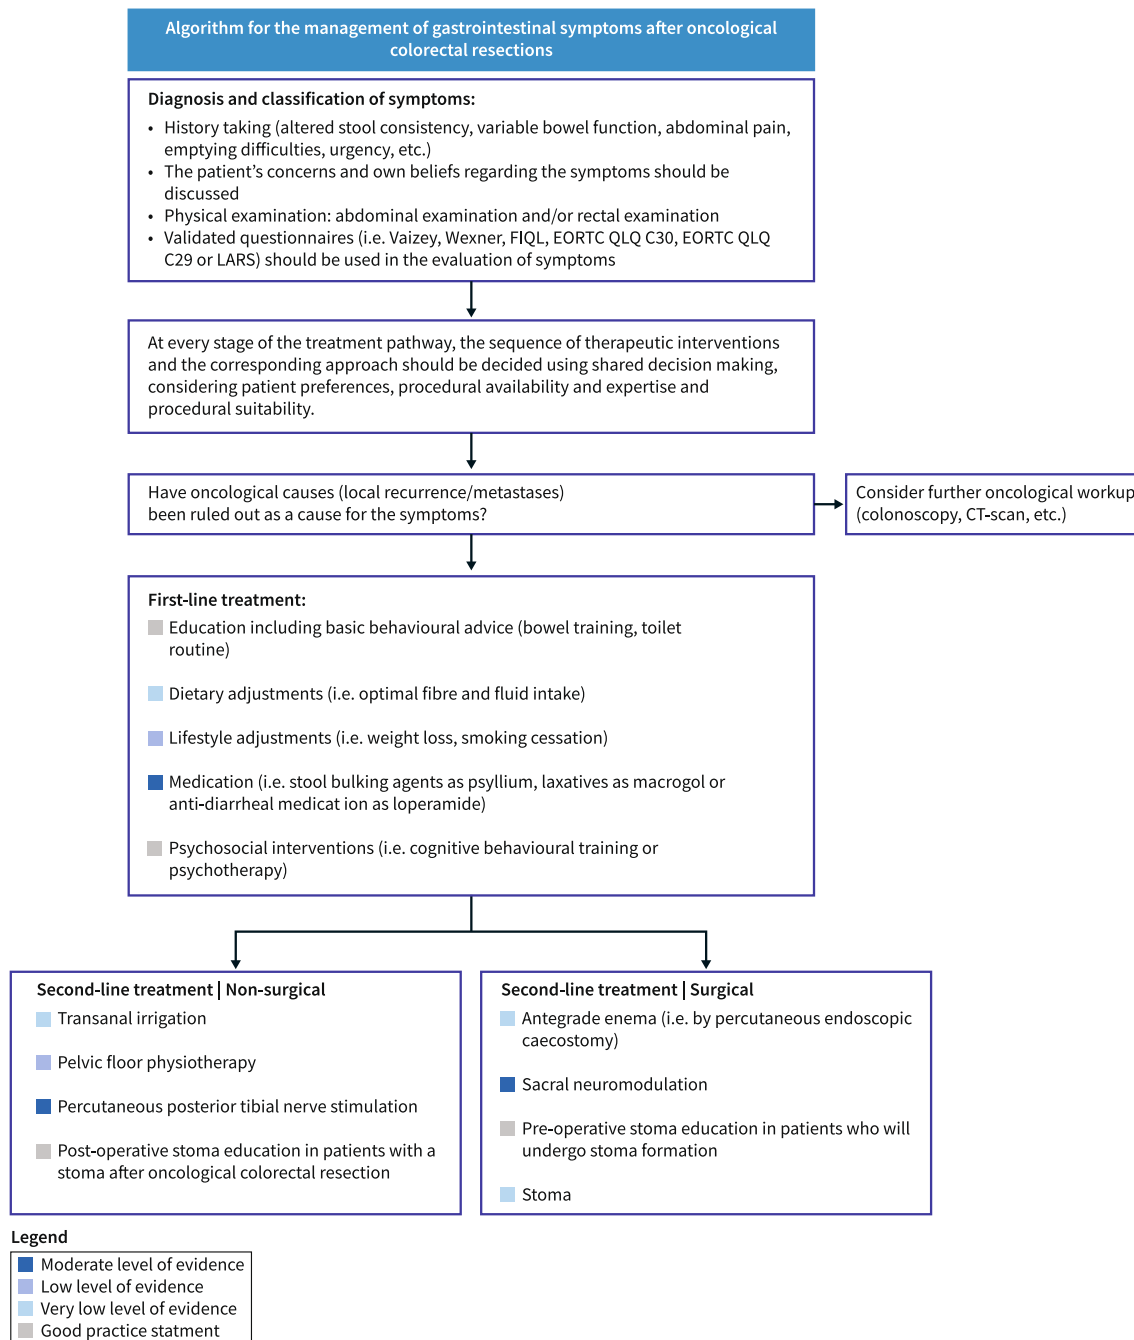 Algorithm for the management of gastrointestinal symptoms after oncological
colorectal resections
Diagnosis and classification of symptoms:
• History taking (altered stool consistency, variable bowel function, abdominal pain,
emptying difficulties, urgency, etc.)
• The patient's concerns and own beliefs regarding the symptoms should be
discussed
• Physical examination: abdominal examination and/or rectal examination
• Validated questionnaires (i.e. Vaizey, Wexner, FIQL, EORTC QLQ C30, EORTC QLQ
C29 or LARS) should be used in the evaluation of symptoms
At every stage of the treatment pathway, the sequence of therapeutic interventions
and the corresponding approach should be decided using shared decision making,
considering patient preferences, procedural availability and expertise and
procedural suitability.
Have oncological causes (local recurrence/metastases)
been ruled out as a cause for the symptoms?
Consider further oncological workup
(colonoscopy, CT-scan, etc.)
First-line treatment:
Education including basic behavioural advice (bowel training, toilet
routine)
Dietary adjustments (i.e. optimal fibre and fluid intake)
Lifestyle adjustments (i.e. weight loss, smoking cessation)
Medication (i.e. stool bulking agents as psyllium, laxatives as macrogol or
anti-diarrheal medicat ion as loperamide)
Psychosocial interventions (i.e. cognitive behavioural training or
psychotherapy)
Second-line treatment | Non-surgical
Transanal irrigation
Pelvic floor physiotherapy
Percutaneous posterior tibial nerve stimulation
Post-operative stoma education in patients with a
stoma after oncological colorectal resection
Second-line treatment | Surgical
Antegrade enema (i.e. by percutaneous endoscopic
caecostomy)
Sacral neuromodulation
Pre-operative stoma education in patients who will
undergo stoma formation
Stoma
Legend
Moderate level of evidence
Low level of evidence
Very low level of evidence
Good practice statment